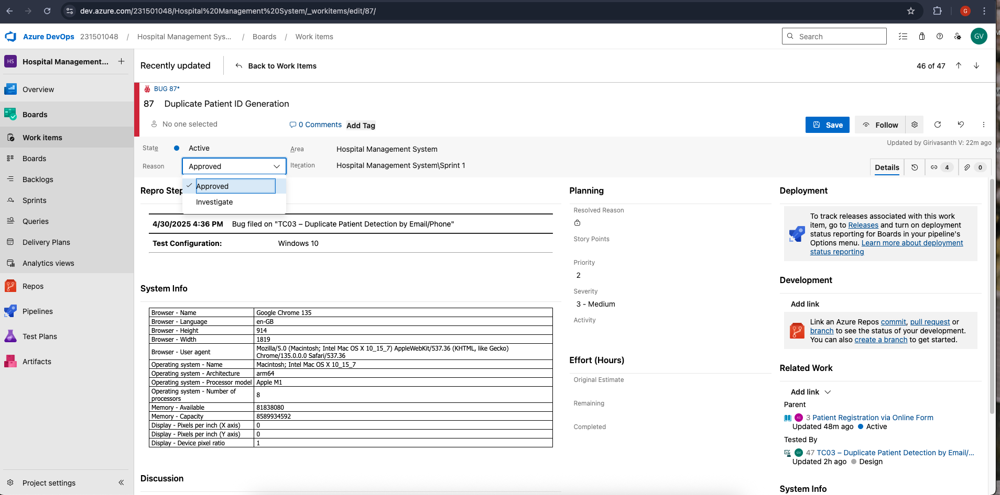 dev.azure.com/231501048/Hospital%20Management%20System/_workitems/edit/87/
G
Azure DevOps 231501048 / Hospital Management Sys... / Boards / Work items
Search
GV
HS Hospital Management... +
Overview
Boards
Work items
Boards
Backlogs
Sprints
Queries
Delivery Plans
Analytics views
Repos
Pipelines
Test Plans
Artifacts
Project settings
Recently updated
Back to Work Items
46 of 47
BUG 87*
87 Duplicate Patient ID Generation
No one selected
0 Comments
Add Tag
Save
Follow
State
Active
Area
Hospital Management System
Updated by Girivasanth V: 22m ago
Reason
Approved
Iteration
Hospital Management System\Sprint 1
Details
4
0
Approved
Investigate
Repro Step
4/30/2025 4:36 PM Bug filed on "TC03 – Duplicate Patient Detection by Email/Phone"
Test Configuration: Windows 10
System Info
Browser - Name Google Chrome 135
Browser - Language en-GB
Browser - Height 914
Browser - Width 1819
Browser - User agent Mozilla/5.0 (Macintosh; Intel Mac OS X 10_15_7) AppleWebKit/537.36 (KHTML, like Gecko)
Chrome/135.0.0.0 Safari/537.36
Operating system - Name Macintosh; Intel Mac OS X 10_15_7
Operating system - Architecture arm64
Operating system - Processor model Apple M1
Operating system - Number of
processors 8
Memory - Available 81838080
Memory - Capacity 8589934592
Display - Pixels per inch (X axis) 0
Display - Pixels per inch (Y axis) 0
Display - Device pixel ratio 1
Discussion
Planning
Resolved Reason
Story Points
Priority
2
Severity
3 - Medium
Activity
Effort (Hours)
Original Estimate
Remaining
Completed
Deployment
To track releases associated with this work
item, go to Releases and turn on deployment
status reporting for Boards in your pipeline's
Options menu. Learn more about deployment
status reporting
Development
Add link
Link an Azure Repos commit, pull request or
branch to see the status of your development.
You can also create a branch to get started.
Related Work
Add link
Parent
3 Patient Registration via Online Form
Updated 48m ago Active
Tested By
47 TC03 – Duplicate Patient Detection by Email/...
Updated 2h ago Design
System Info